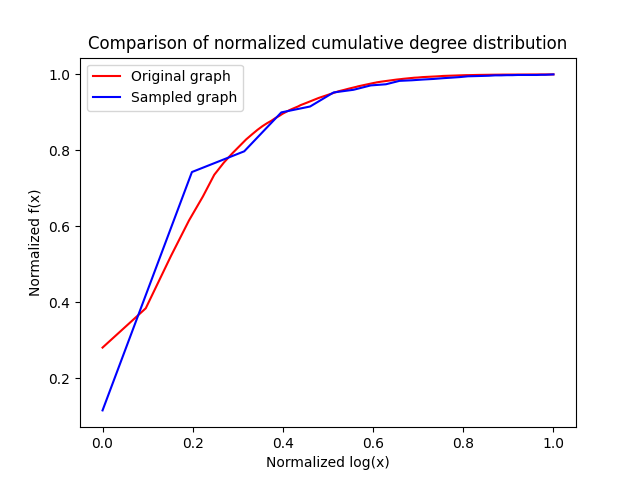 Comparison of normalized cumulative degree distribution
Original graph
Sampled graph
1.0
0.8
0.6
0.4
0.2
Normalized f(x)
0.0 0.2 0.4 0.6 0.8 1.0
Normalized log(x)